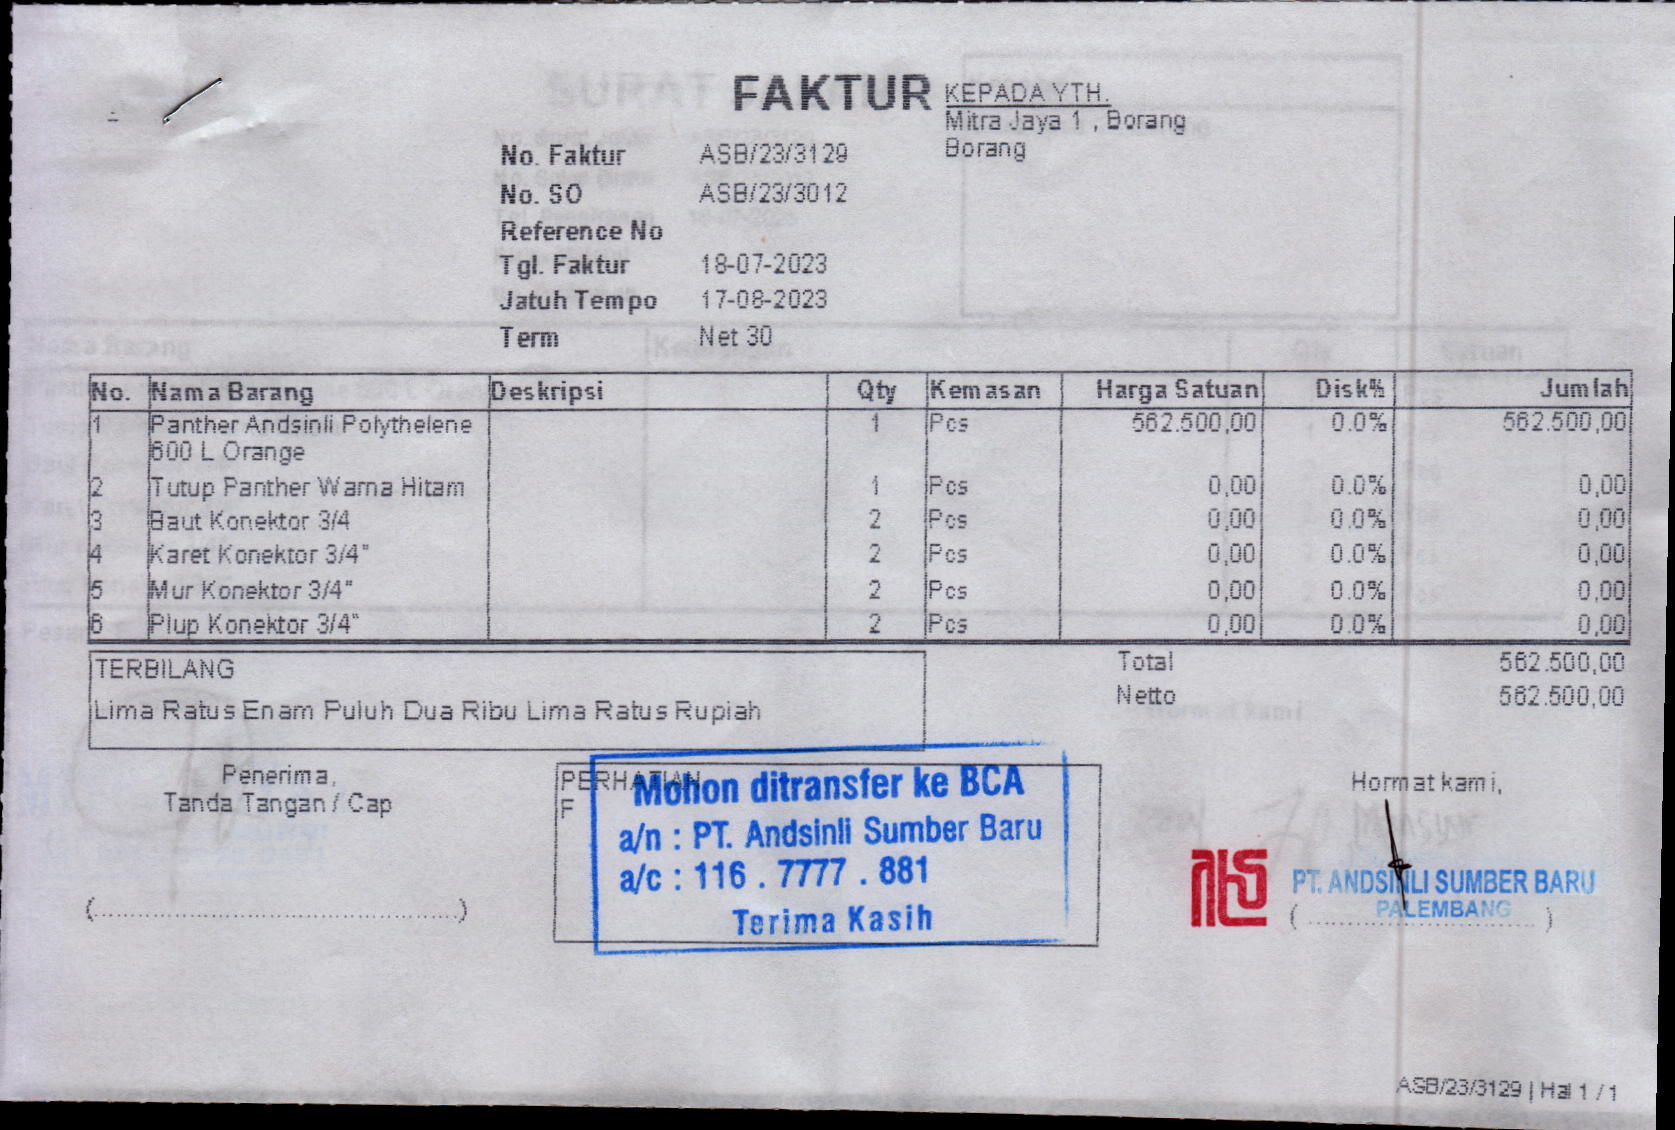 FAKTUR
KEPADA YTH.
Mitra Jaya 1 , Borang
Borang
No. Faktur ASB/23/3129
No. SO ASB/23/3012
Reference No
Tgl. Faktur 18-07-2023
Jatuh Tempo 17-08-2023
Term Net 30
No. Nama Barang Deskripsi Qty Kemasan Harga Satuan Disk% Jumlah
1 Panther Andsinli Polythelene 1 Pcs 562.500,00 0.0% 562.500,00
600 L Orange
2 Tutup Panther Warna Hitam 1 Pcs 0,00 0.0% 0,00
3 Baut Konektor 3/4 2 Pcs 0,00 0.0% 0,00
4 Karet Konektor 3/4" 2 Pcs 0,00 0.0% 0,00
5 Mur Konektor 3/4" 2 Pcs 0,00 0.0% 0,00
6 Plup Konektor 3/4" 2 Pcs 0,00 0.0% 0,00
TERBILANG
Lima Ratus Enam Puluh Dua Ribu Lima Ratus Rupiah
Total 562.500,00
Netto 562.500,00
Penerima,
Tanda Tangan / Cap
(................................................)
PERHATIAN
F
Mohon ditransfer ke BCA
a/n : PT. Andsinli Sumber Baru
a/c : 116 . 7777 . 881
Terima Kasih
Hormat kami,
PT. ANDSINLI SUMBER BARU
PALEMBANG
(................................)
ASB/23/3129 | Hal 1 / 1